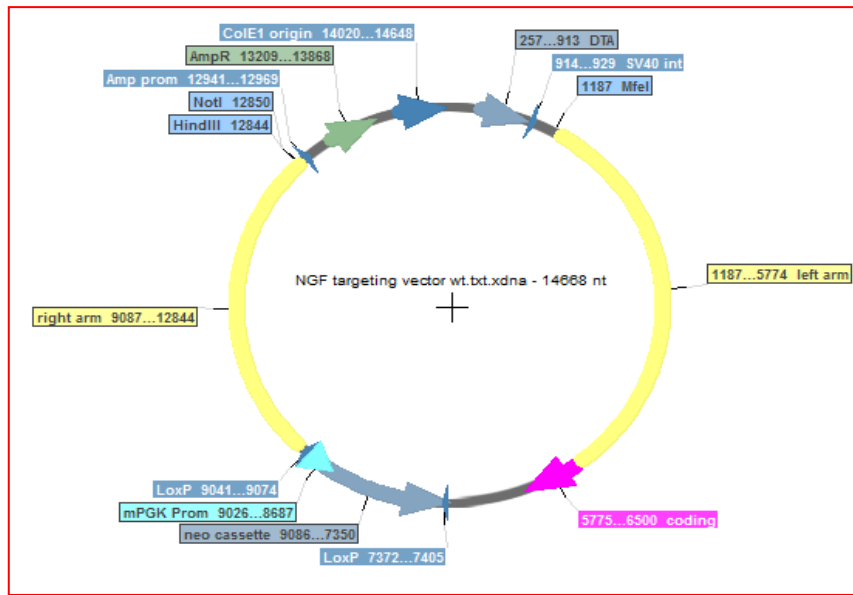 ColE1 origin 14020...14648
AmpR 13209...13868
Amp prom 12941...12969
NotI 12850
HindIII 12844
257...913 DTA
914...929 SV40 int
1187 MfeI
NGF targeting vector wt.txt.xdna - 14668 nt
1187...5774 left arm
right arm 9087...12844
LoxP 9041...9074
mPGK Prom 9026...8687
neo cassette 9086...7350
LoxP 7372...7405
5775...6500 coding